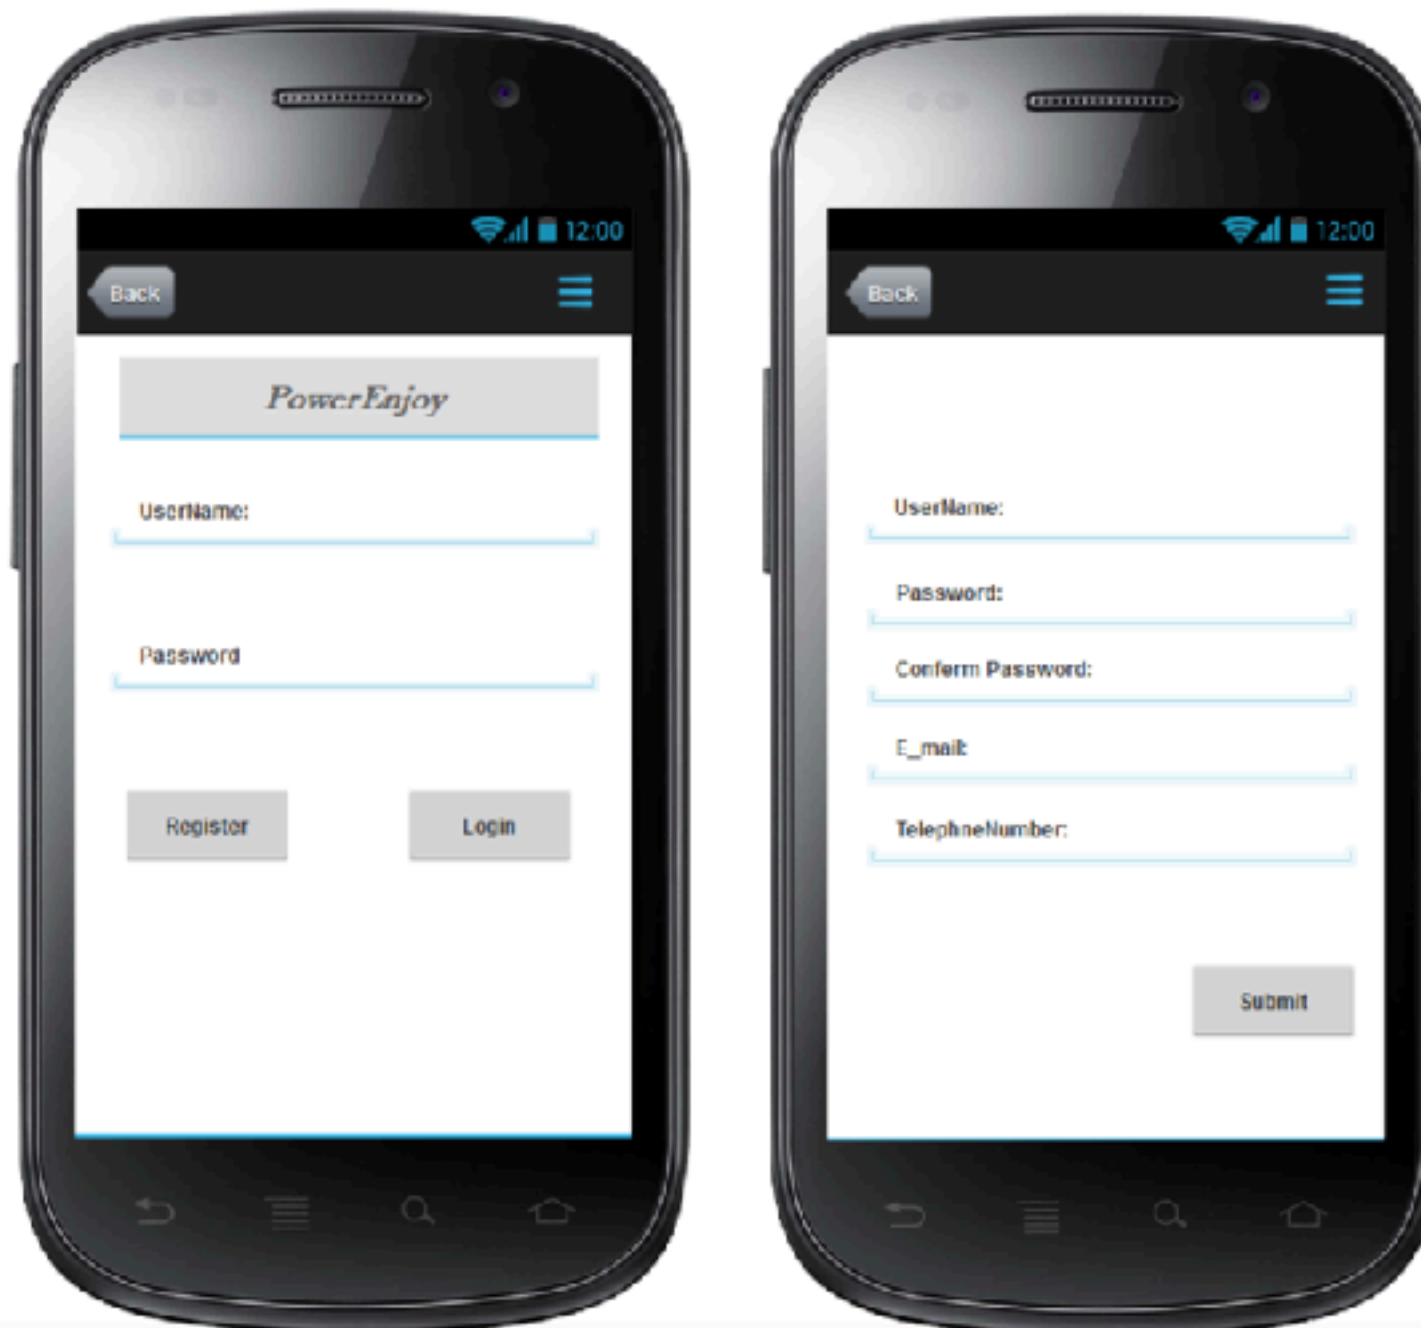 12:00
Back
PowerEnjoy
UserName:
Password
Register Login
12:00
Back
UserName:
Password:
Conferm Password:
E_mail:
TelephneNumber:
Submit